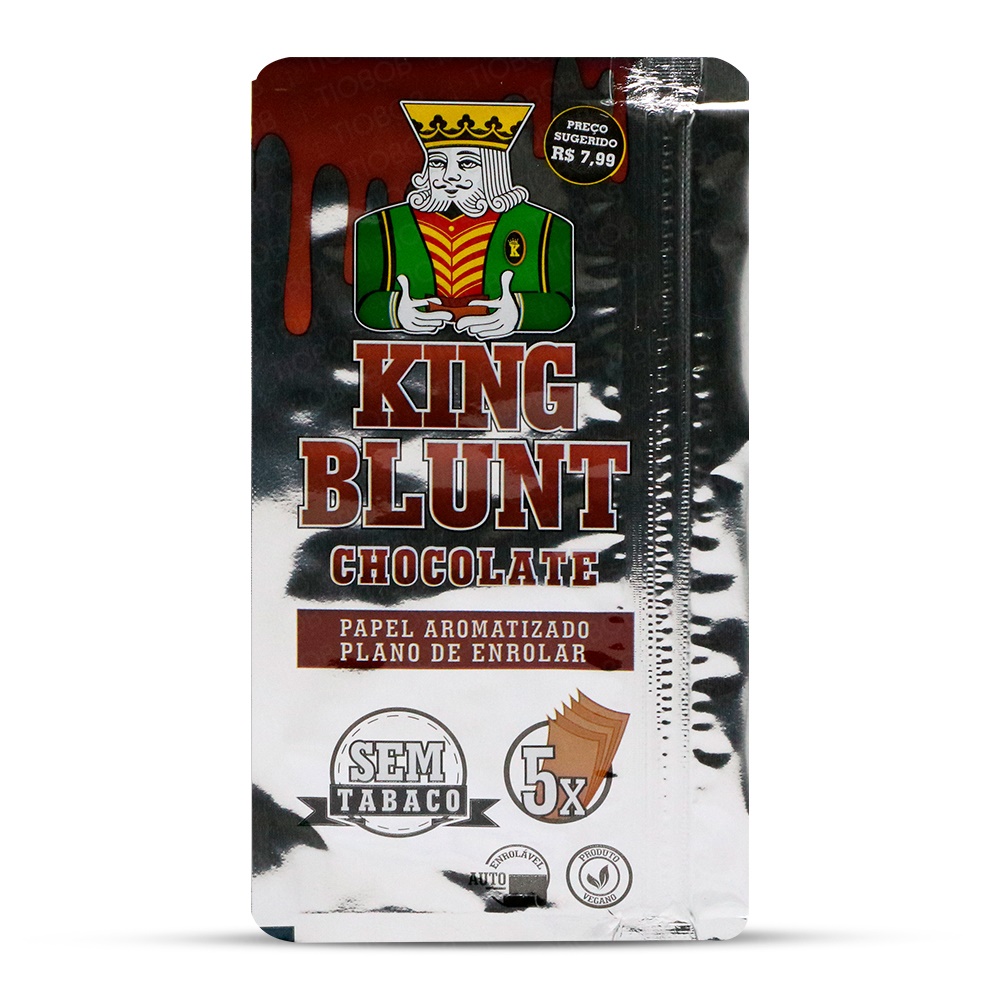 PREÇO
SUGERIDO
R$ 7,99
K
KING
BLUNT
CHOCOLATE
PAPEL AROMATIZADO
PLANO DE ENROLAR
SEM
TABACO
5x
ENROLÁVEL
AUTO
PRODUTO
VEGANO
TIOBOB